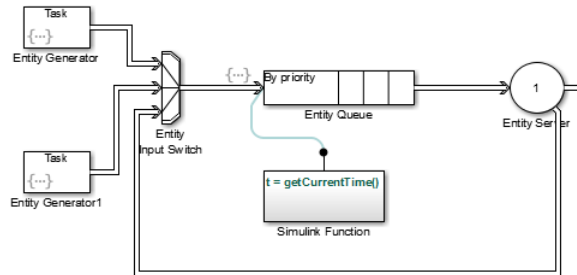 Task
{...}
Entity Generator
Task
{...}
Entity Generator1
Entity
Input Switch
{...}
By priority
Entity Queue
1
Entity Server
t = getCurrentTime()
Simulink Function